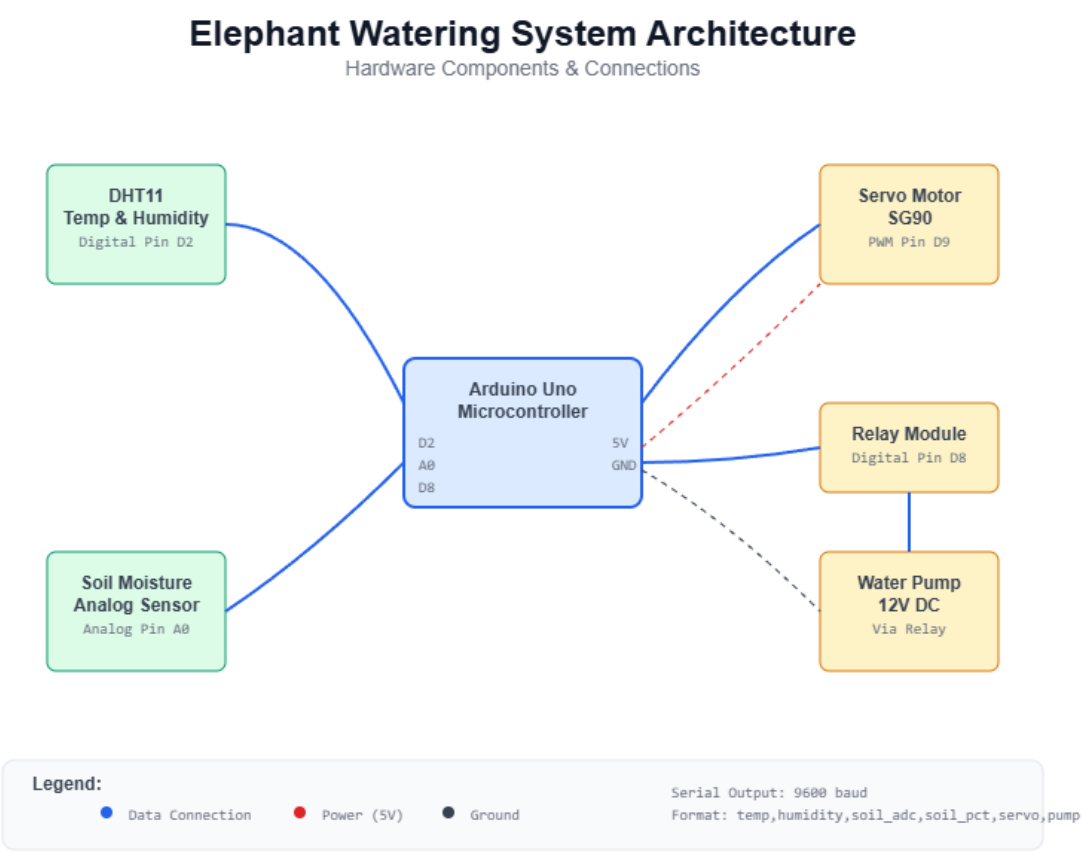 Elephant Watering System Architecture
Hardware Components & Connections
DHT11
Temp & Humidity
Digital Pin D2
Servo Motor
SG90
PWM Pin D9
Arduino Uno
Microcontroller
D2
A0
D8
5V
GND
Relay Module
Digital Pin D8
Soil Moisture
Analog Sensor
Analog Pin A0
Water Pump
12V DC
Via Relay
Legend:
Data Connection
Power (5V)
Ground
Serial Output: 9600 baud
Format: temp,humidity,soil_adc,soil_pct,servo,pump